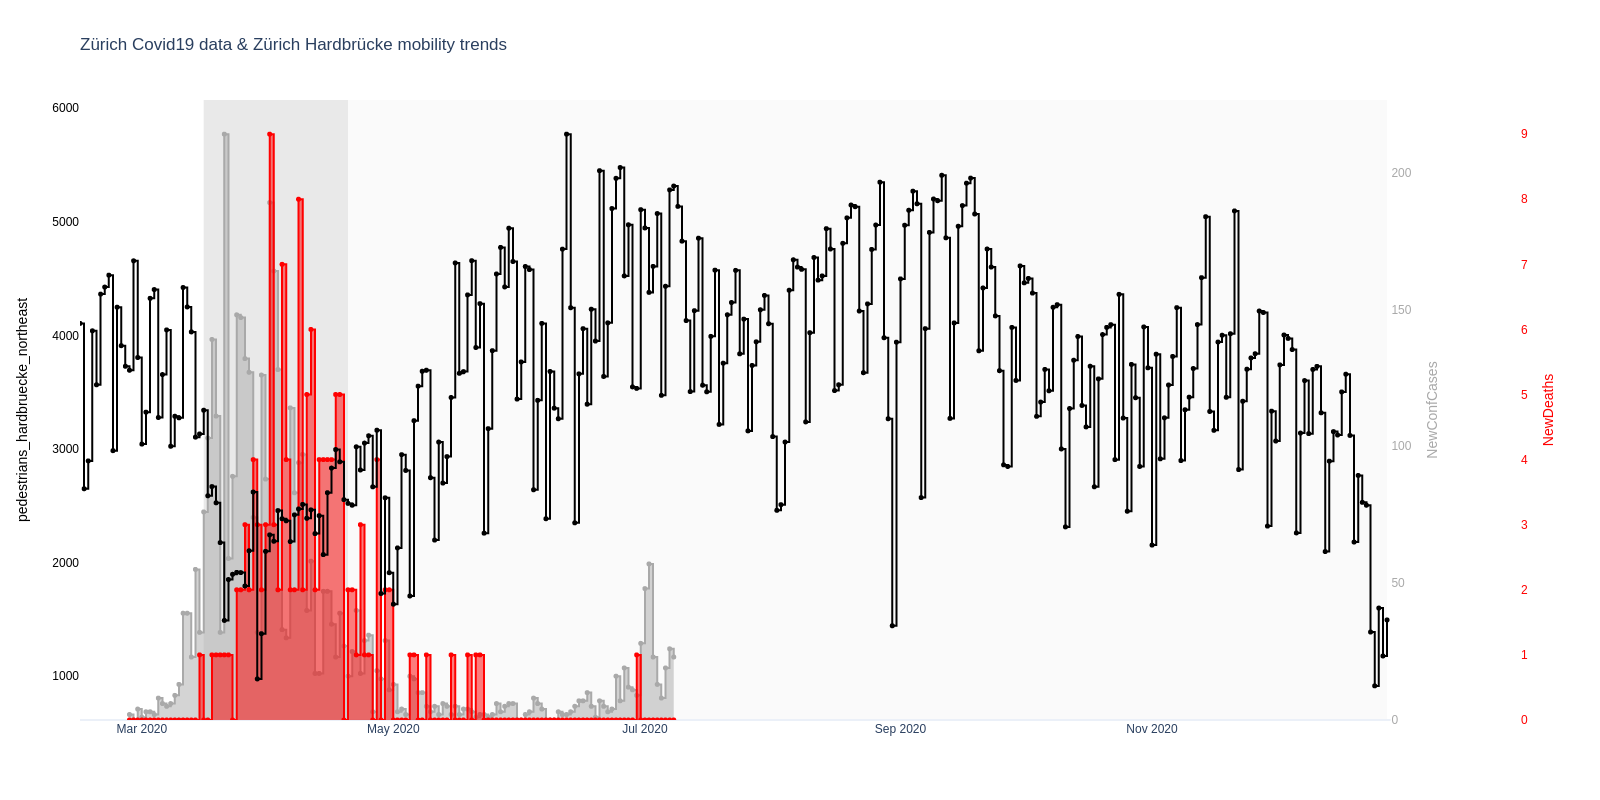 Zürich Covid19 data & Zürich Hardbrücke mobility trends
6000
5000
4000
3000
2000
1000
pedestrians_hardbruecke_northeast
Mar 2020
May 2020
Jul 2020
Sep 2020
Nov 2020
200
150
100
50
0
NewConfCases
9
8
7
6
5
4
3
2
1
0
NewDeaths